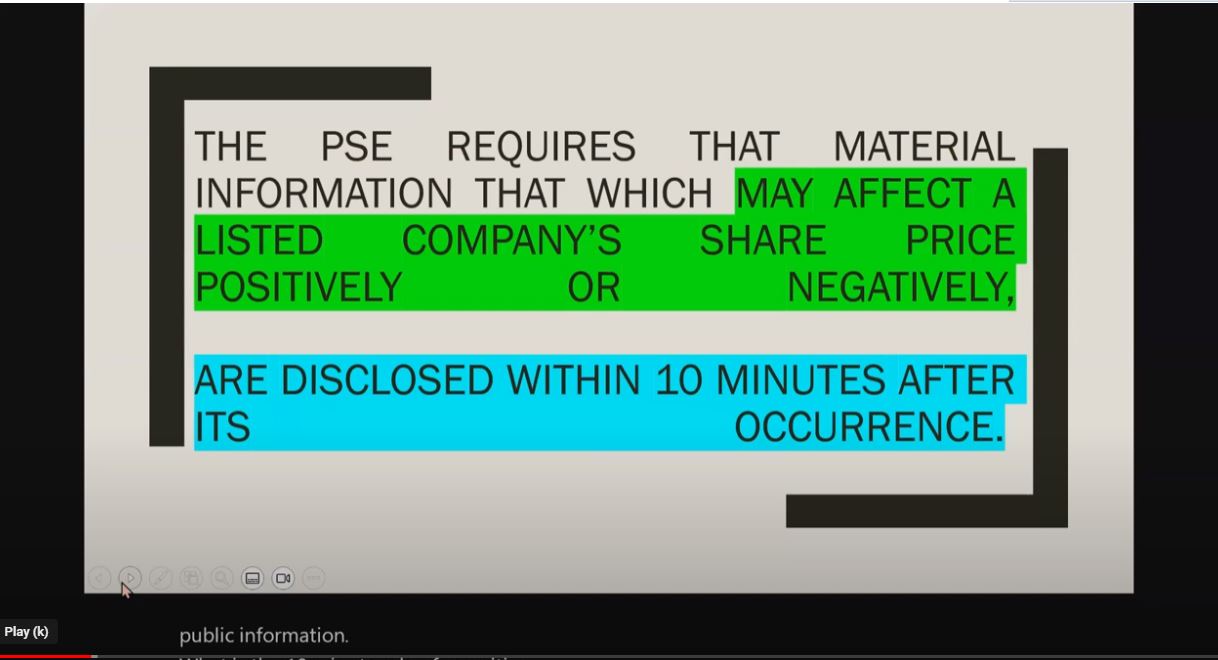 THE PSE REQUIRES THAT MATERIAL
INFORMATION THAT WHICH MAY AFFECT A
LISTED COMPANY'S SHARE PRICE
POSITIVELY OR NEGATIVELY,
ARE DISCLOSED WITHIN 10 MINUTES AFTER
ITS OCCURRENCE.
Play (k)
public information.